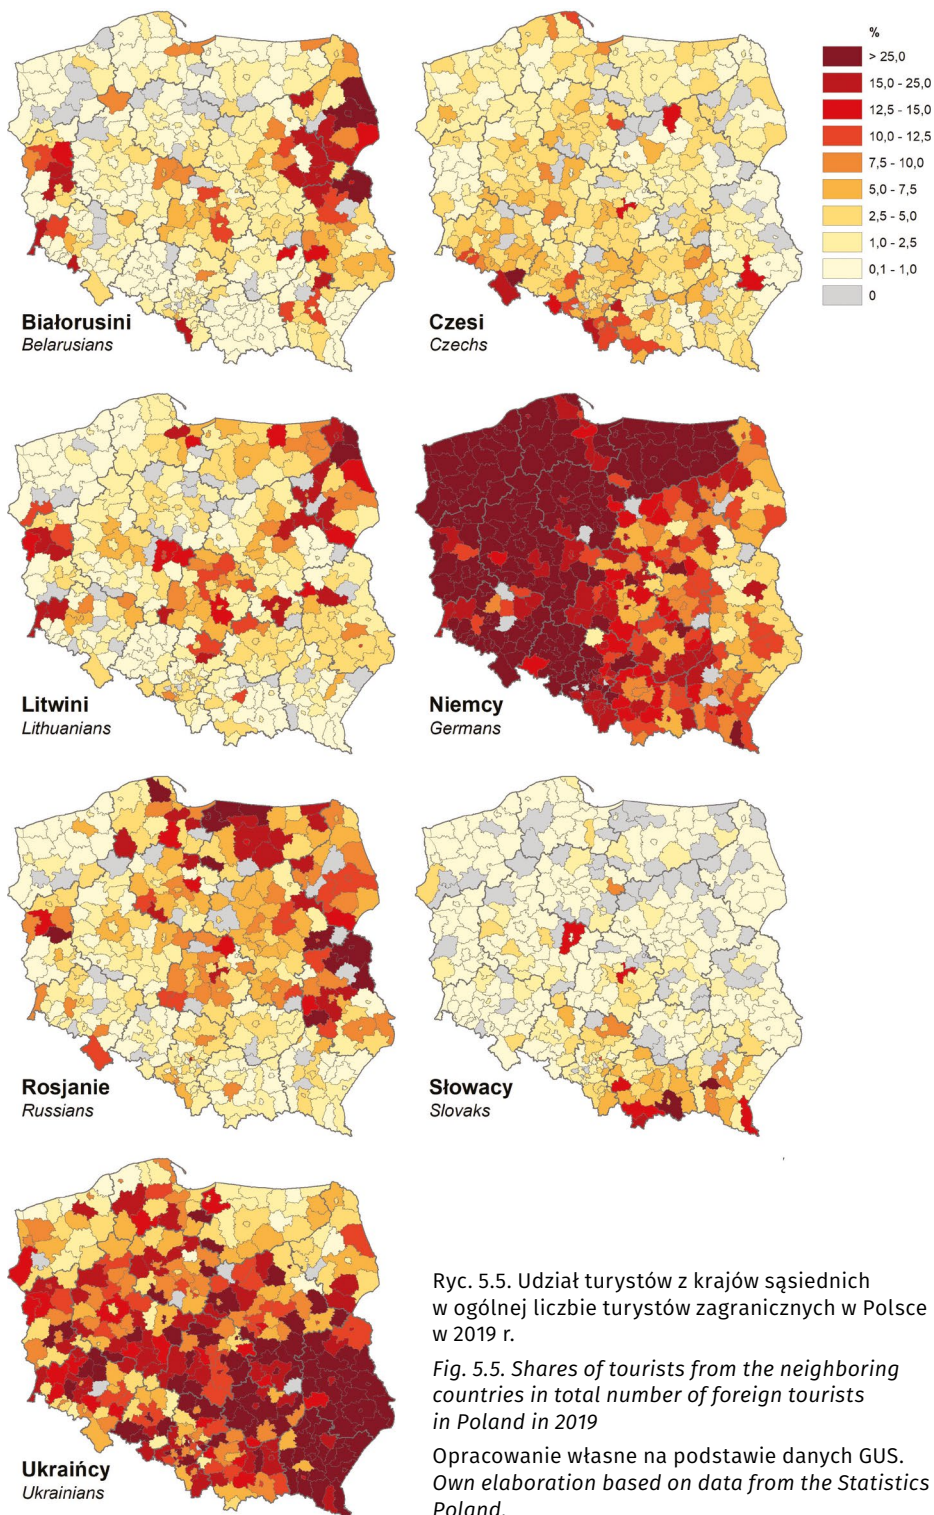 %
> 25,0
15,0 - 25,0
12,5 - 15,0
10,0 - 12,5
7,5 - 10,0
5,0 - 7,5
2,5 - 5,0
1,0 - 2,5
0,1 - 1,0
0
Białorusini
Belarusians
Czesi
Czechs
Litwini
Lithuanians
Niemcy
Germans
Rosjanie
Russians
Słowacy
Slovaks
Ukraińcy
Ukrainians
Ryc. 5.5. Udział turystów z krajów sąsiednich
w ogólnej liczbie turystów zagranicznych w Polsce
w 2019 r.
Fig. 5.5. Shares of tourists from the neighboring
countries in total number of foreign tourists
in Poland in 2019
Opracowanie własne na podstawie danych GUS.
Own elaboration based on data from the Statistics
Poland.